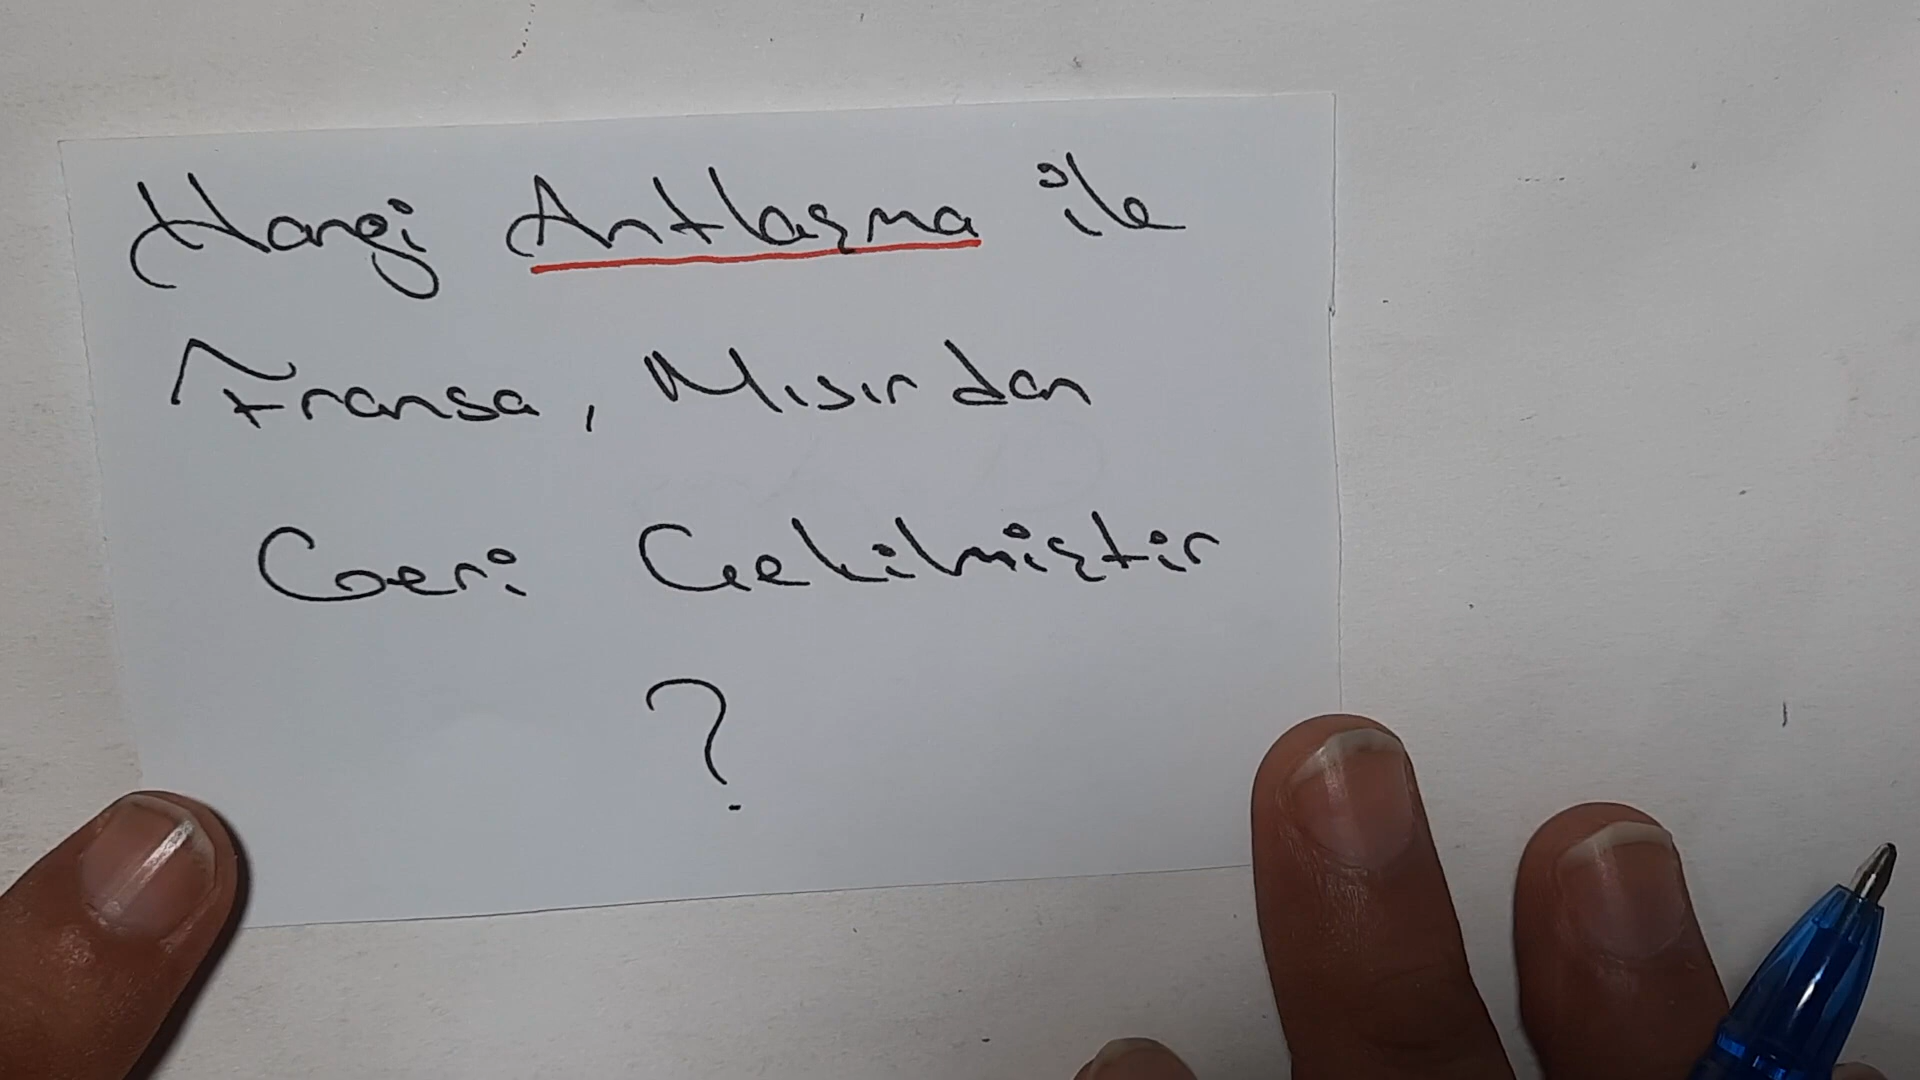 Hangi Antlaşma ile
Fransa, Mısırdan
Geri Çekilmiştir
?